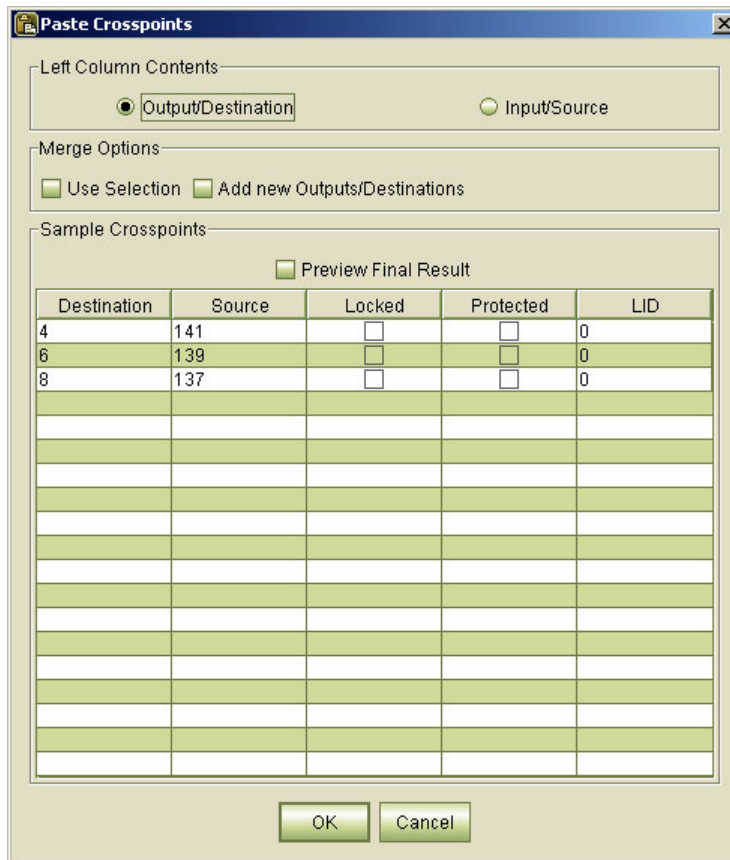 Paste Crosspoints
Left Column Contents
Output/Destination Input/Source
Merge Options
Use Selection Add new Outputs/Destinations
Sample Crosspoints
Preview Final Result
Destination Source Locked Protected LID
4 141 0
6 139 0
8 137 0
OK Cancel